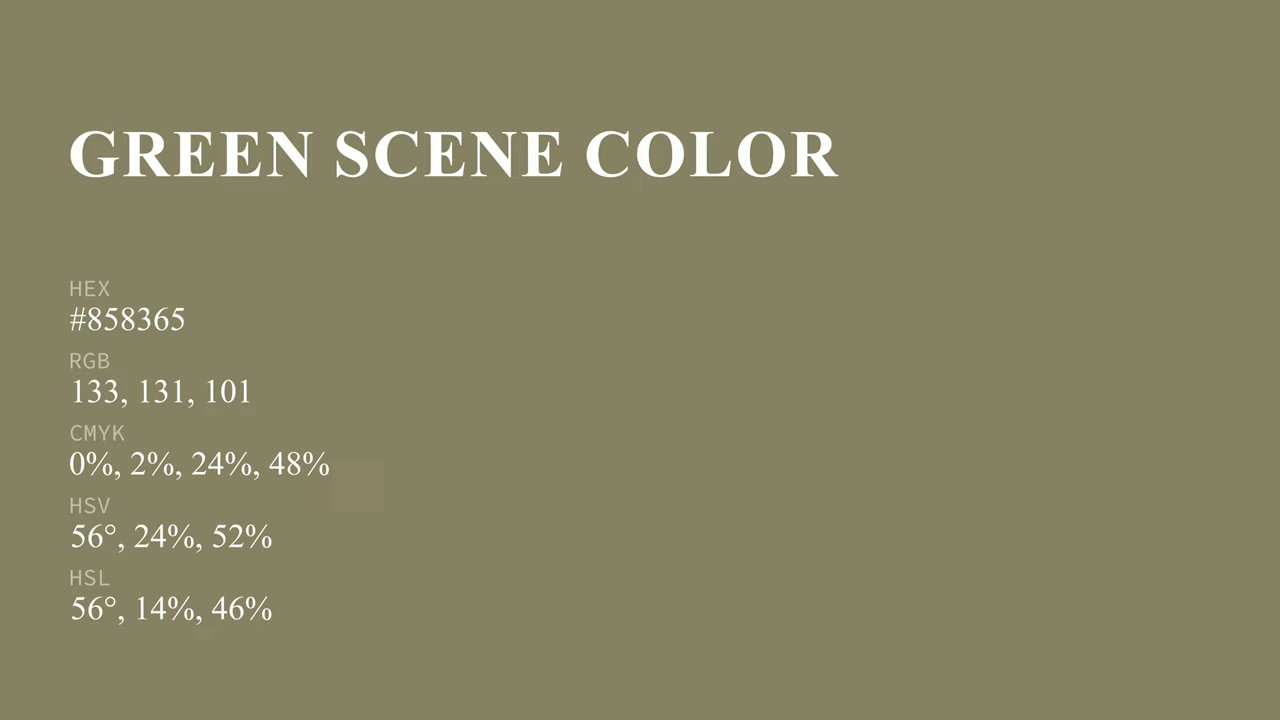 GREEN SCENE COLOR
HEX
#858365
RGB
133, 131, 101
CMYK
0%, 2%, 24%, 48%
HSV
56°, 24%, 52%
HSL
56°, 14%, 46%